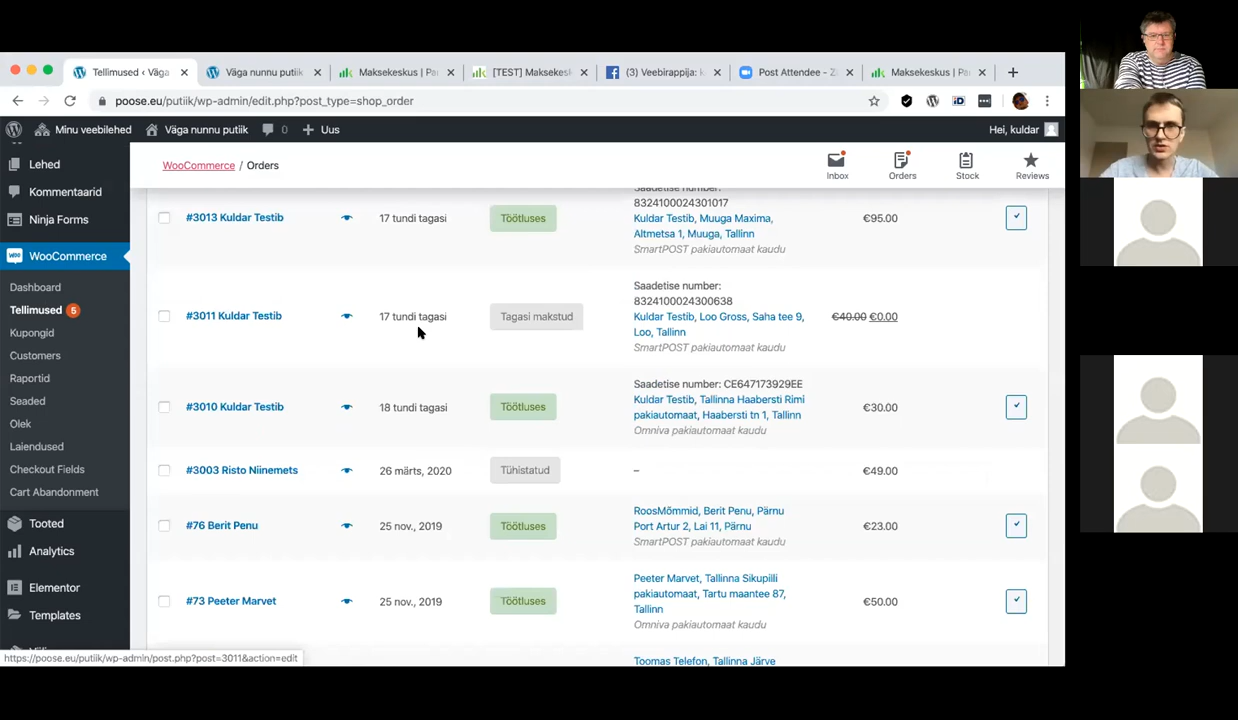 Tellimused ‹ Väga
Väga nunnu putiik
Maksekeskus | Pa
[TEST] Maksekes
(3) Veebirappija:
Post Attendee -
Maksekeskus | Pa
poose.eu/putiik/wp-admin/edit.php?post_type=shop_order
Minu veebilehed
Väga nunnu putiik
0
Uus
Hei, kuldar
Lehed
Kommentaarid
Ninja Forms
WooCommerce
Dashboard
Tellimused 5
Kupongid
Customers
Raportid
Seaded
Olek
Laiendused
Checkout Fields
Cart Abandonment
Tooted
Analytics
Elementor
Templates
WooCommerce / Orders
Inbox
Orders
Stock
Reviews
Saadetise number:
#3013 Kuldar Testib
17 tundi tagasi
Töötluses
8324100024301017
Kuldar Testib, Muuga Maxima,
Altmetsa 1, Muuga, Tallinn
SmartPOST pakiautomaat kaudu
€95.00
#3011 Kuldar Testib
17 tundi tagasi
Tagasi makstud
Saadetise number:
8324100024300638
Kuldar Testib, Loo Gross, Saha tee 9,
Loo, Tallinn
SmartPOST pakiautomaat kaudu
€40.00 €0.00
#3010 Kuldar Testib
18 tundi tagasi
Töötluses
Saadetise number: CE647173929EE
Kuldar Testib, Tallinna Haabersti Rimi
pakiautomaat, Haabersti tn 1, Tallinn
Omniva pakiautomaat kaudu
€30.00
#3003 Risto Niinemets
26 märts, 2020
Tühistatud
–
€49.00
#76 Berit Penu
25 nov., 2019
Töötluses
RoosMõmmid, Berit Penu, Pärnu
Port Artur 2, Lai 11, Pärnu
SmartPOST pakiautomaat kaudu
€23.00
#73 Peeter Marvet
25 nov., 2019
Töötluses
Peeter Marvet, Tallinna Sikupilli
pakiautomaat, Tartu maantee 87,
Tallinn
Omniva pakiautomaat kaudu
€50.00
Toomas Telefon, Tallinna Järve
https://poose.eu/putiik/wp-admin/post.php?post=3011&action=edit